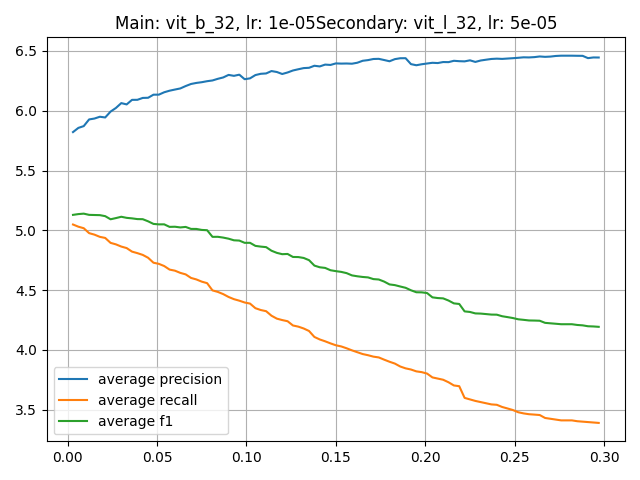 Main: vit_b_32, lr: 1e-05Secondary: vit_l_32, lr: 5e-05
6.5
6.0
5.5
5.0
4.5
4.0
3.5
average precision
average recall
average f1
0.00 0.05 0.10 0.15 0.20 0.25 0.30